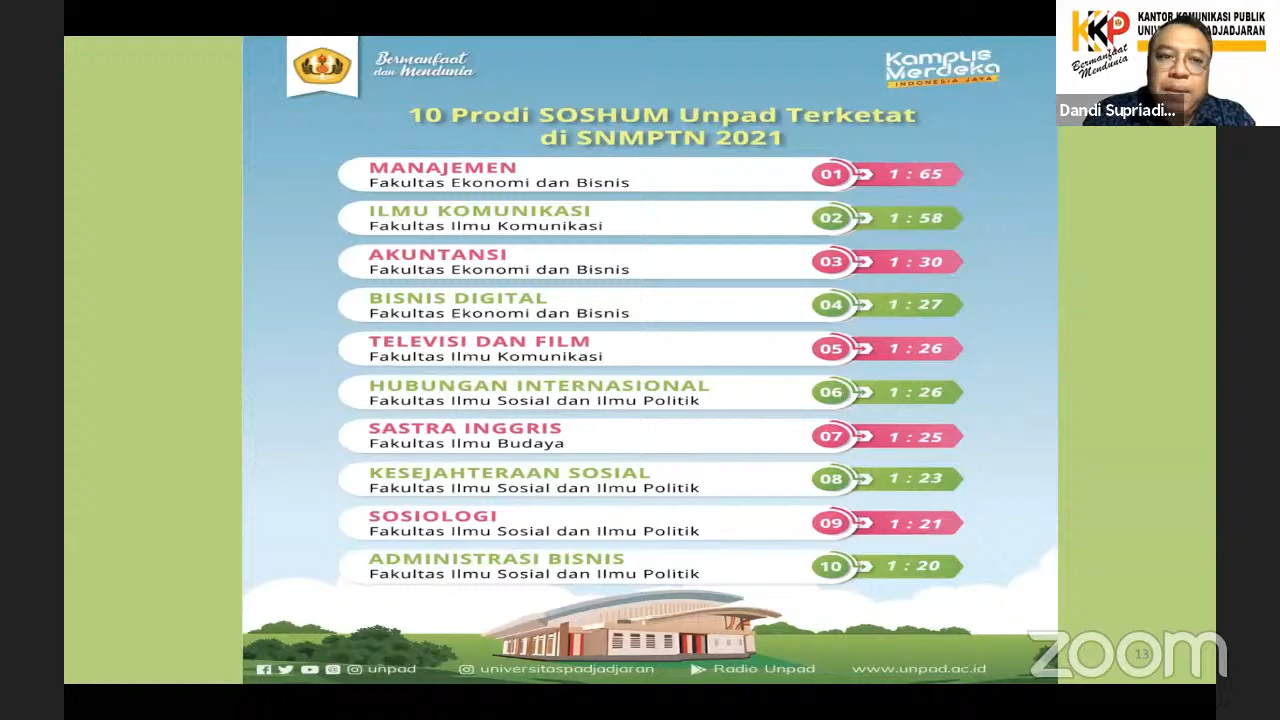 Bermanfaat
dan Mendunia
Kampus
Merdeka
INDONESIA JAYA
10 Prodi SOSHUM Unpad Terketat
di SNMPTN 2021
MANAJEMEN
Fakultas Ekonomi dan Bisnis
01 1 : 65
ILMU KOMUNIKASI
Fakultas Ilmu Komunikasi
02 1 : 58
AKUNTANSI
Fakultas Ekonomi dan Bisnis
03 1 : 30
BISNIS DIGITAL
Fakultas Ekonomi dan Bisnis
04 1 : 27
TELEVISI DAN FILM
Fakultas Ilmu Komunikasi
05 1 : 26
HUBUNGAN INTERNASIONAL
Fakultas Ilmu Sosial dan Ilmu Politik
06 1 : 26
SASTRA INGGRIS
Fakultas Ilmu Budaya
07 1 : 25
KESEJAHTERAAN SOSIAL
Fakultas Ilmu Sosial dan Ilmu Politik
08 1 : 23
SOSIOLOGI
Fakultas Ilmu Sosial dan Ilmu Politik
09 1 : 21
ADMINISTRASI BISNIS
Fakultas Ilmu Sosial dan Ilmu Politik
10 1 : 20
unpad universitaspadjadjaran Radio Unpad www.unpad.ac.id
13
zoom
KKP
KANTOR KOMUNIKASI PUBLIK
Bermanfaat
Mendunia
Dandi Supriadi...